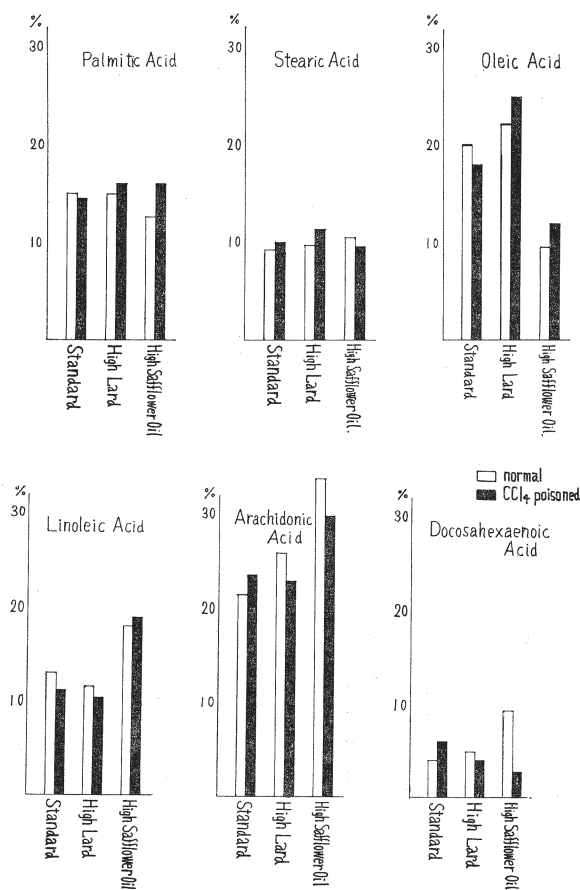 %
30
20
10
Palmitic Acid
Standard
High Lard
High Safflower Oil
%
30
20
10
Stearic Acid
Standard
High Lard
High Safflower Oil.
%
30
20
10
Oleic Acid
Standard
High Lard
High Safflower Oil.
normal
CCl4 poisoned
%
30
20
10
Linoleic Acid
Standard
High Lard
High Safflower Oil
%
30
20
10
Arachidonic
Acid
Standard
High Lard
High Safflower Oil
%
30
20
10
Docosahexaenoic
Acid
Standard
High Lard
High Safflower Oil